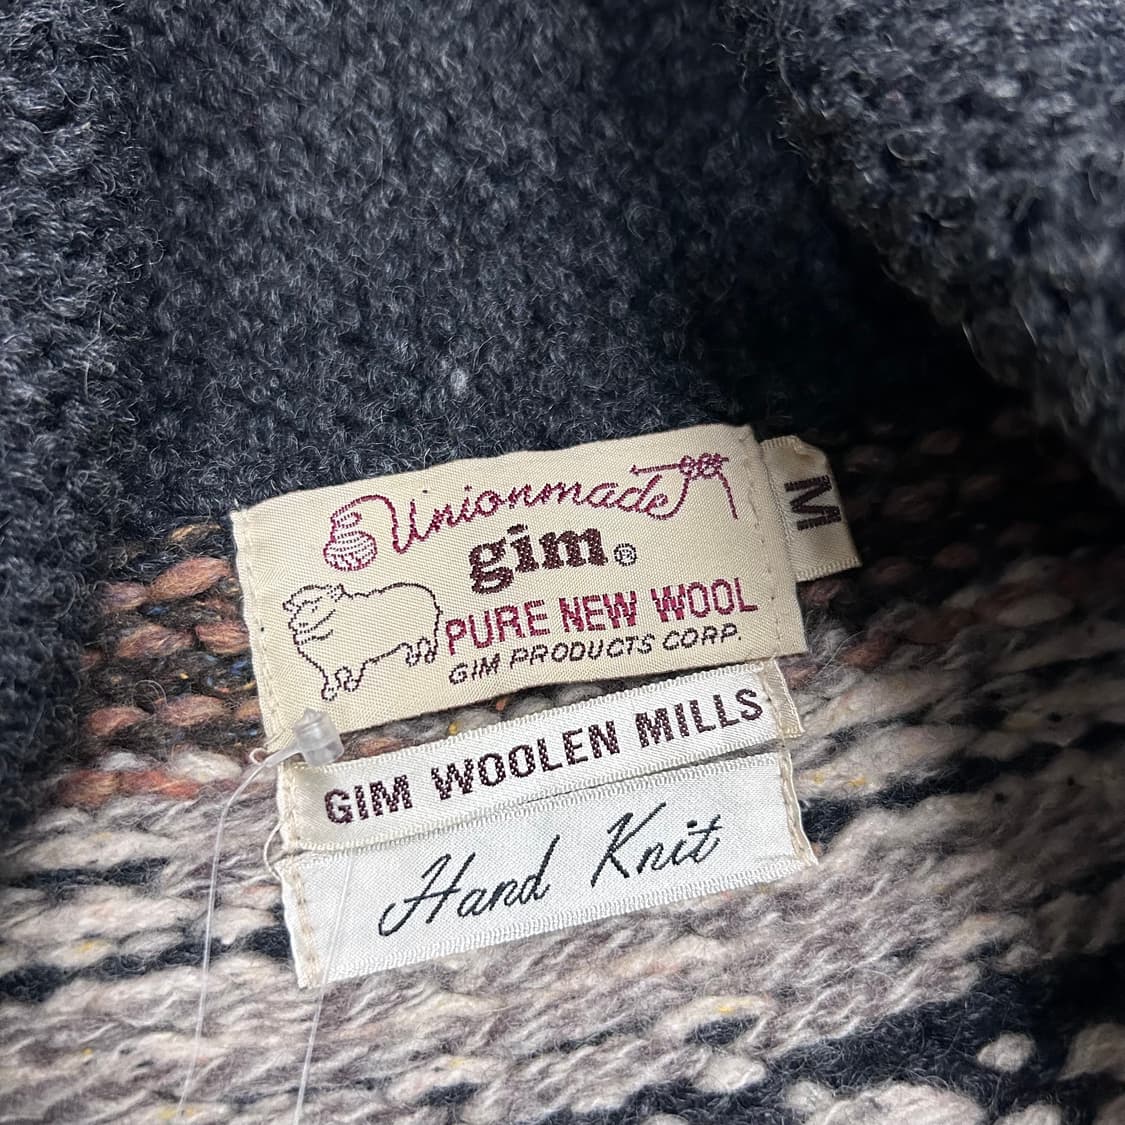 Unionmade
gim®
PURE NEW WOOL
GIM PRODUCTS CORP.
M
GIM WOOLEN MILLS
Hand Knit